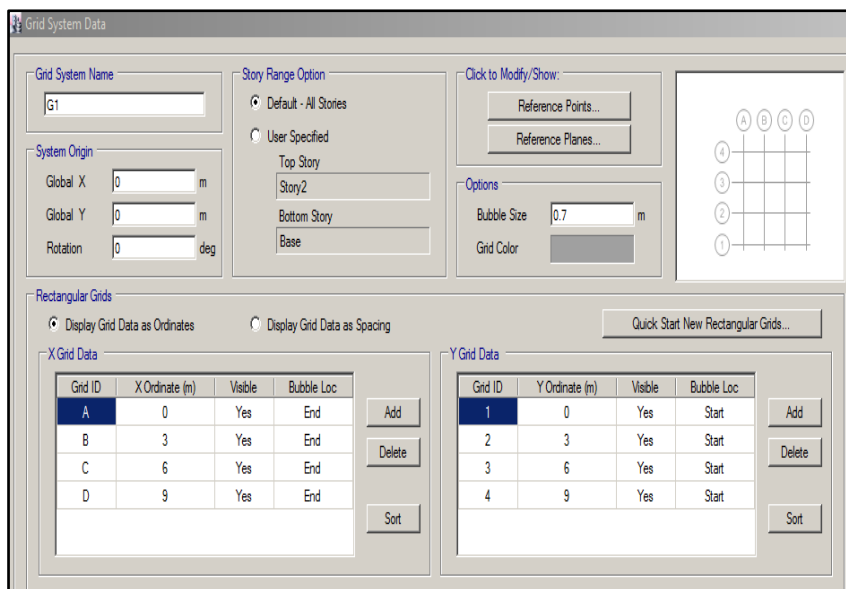 Grid System Data
Grid System Name
G1
System Origin
Global X 0 m
Global Y 0 m
Rotation 0 deg
Story Range Option
Default - All Stories
User Specified
Top Story
Story2
Bottom Story
Base
Click to Modify/Show:
Reference Points...
Reference Planes...
Options
Bubble Size 0.7 m
Grid Color
A B C D
4
3
2
1
Rectangular Grids
Display Grid Data as Ordinates Display Grid Data as Spacing Quick Start New Rectangular Grids...
X Grid Data
Grid ID X Ordinate (m) Visible Bubble Loc
A 0 Yes End
B 3 Yes End
C 6 Yes End
D 9 Yes End
Add
Delete
Sort
Y Grid Data
Grid ID Y Ordinate (m) Visible Bubble Loc
1 0 Yes Start
2 3 Yes Start
3 6 Yes Start
4 9 Yes Start
Add
Delete
Sort